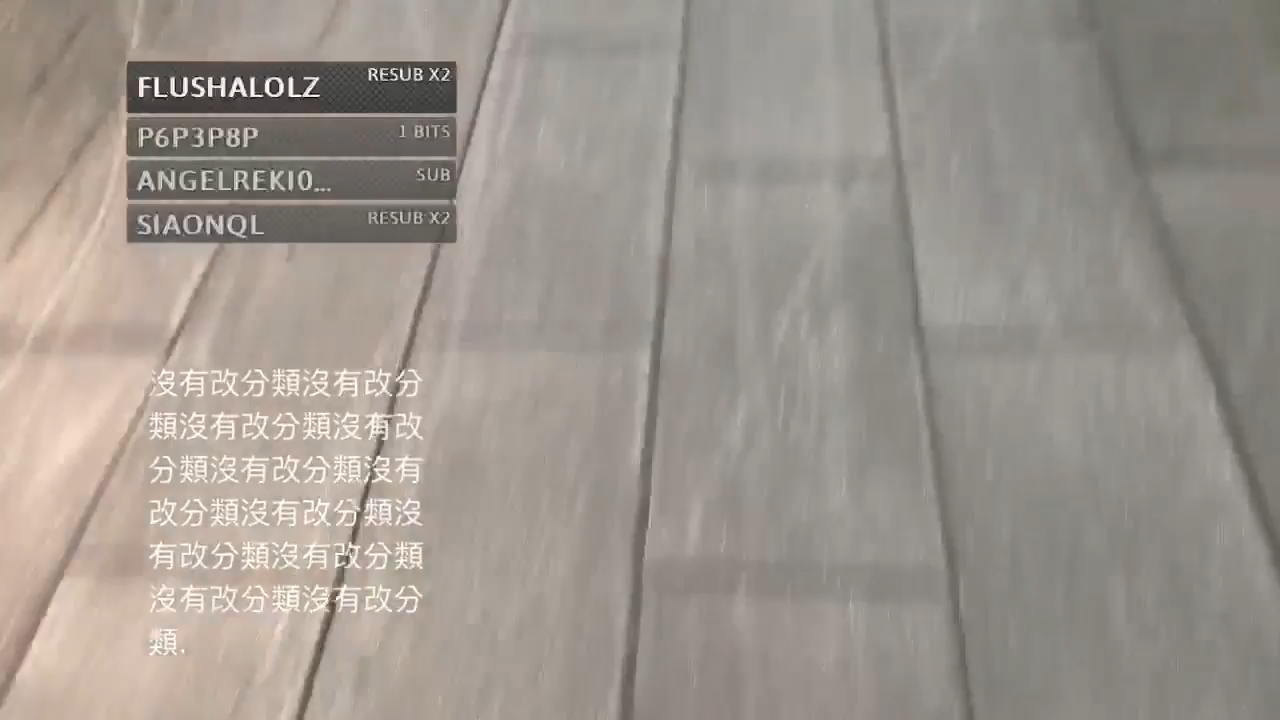 FLUSHALOLZ RESUB X2
P6P3P8P 1 BITS
ANGELREKI0... SUB
SIAONQL RESUB X2
沒有改分類沒有改分
類沒有改分類沒有改
分類沒有改分類沒有
改分類沒有改分類沒
有改分類沒有改分類
沒有改分類沒有改分
類.